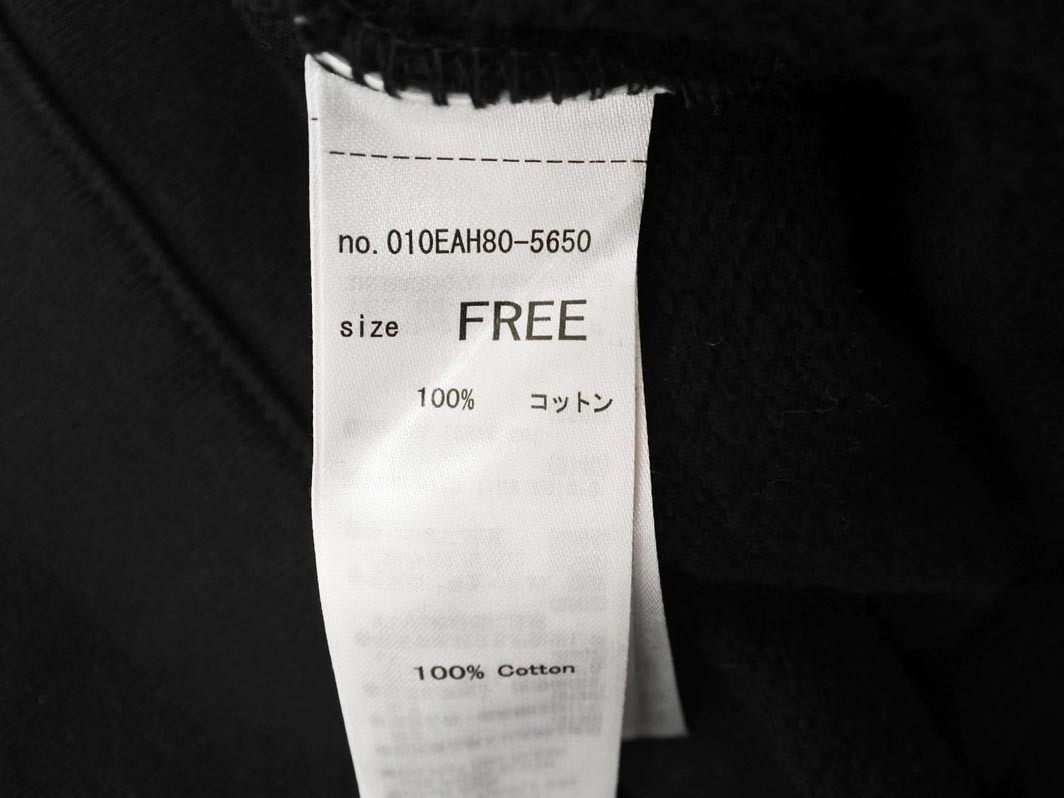 no. 010EAH80-5650
size FREE
100% コットン
100% Cotton